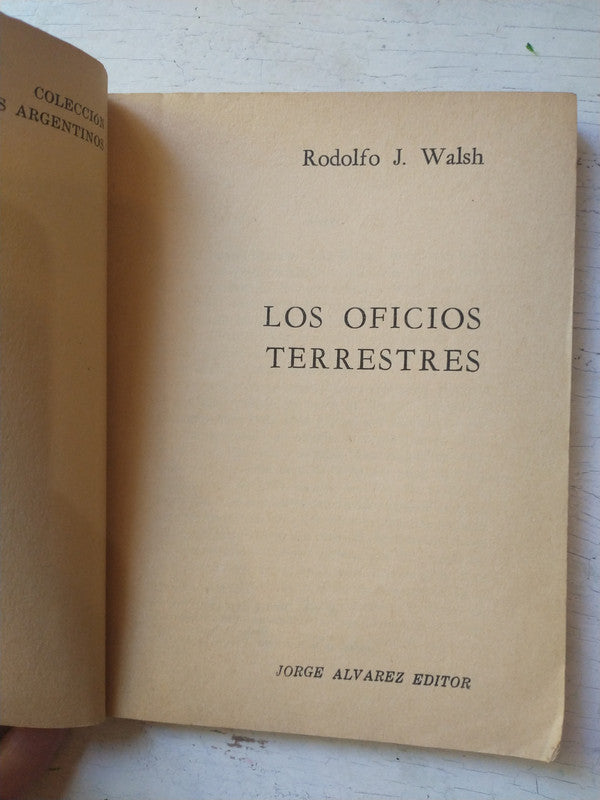 COLECCIÓN
S ARGENTINOS
Rodolfo J. Walsh
LOS OFICIOS
TERRESTRES
JORGE ALVAREZ EDITOR